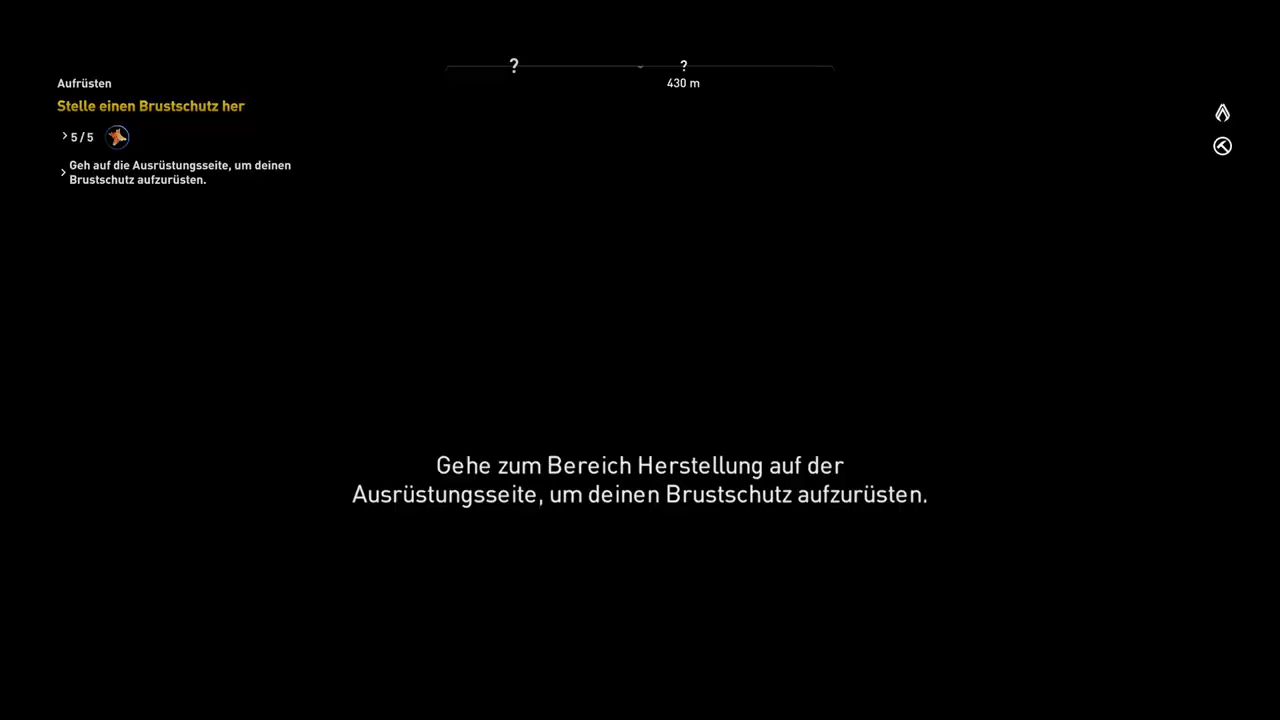 ?
?
430 m
Aufrüsten
Stelle einen Brustschutz her
5 / 5
Geh auf die Ausrüstungsseite, um deinen
Brustschutz aufzurüsten.
Gehe zum Bereich Herstellung auf der
Ausrüstungsseite, um deinen Brustschutz aufzurüsten.